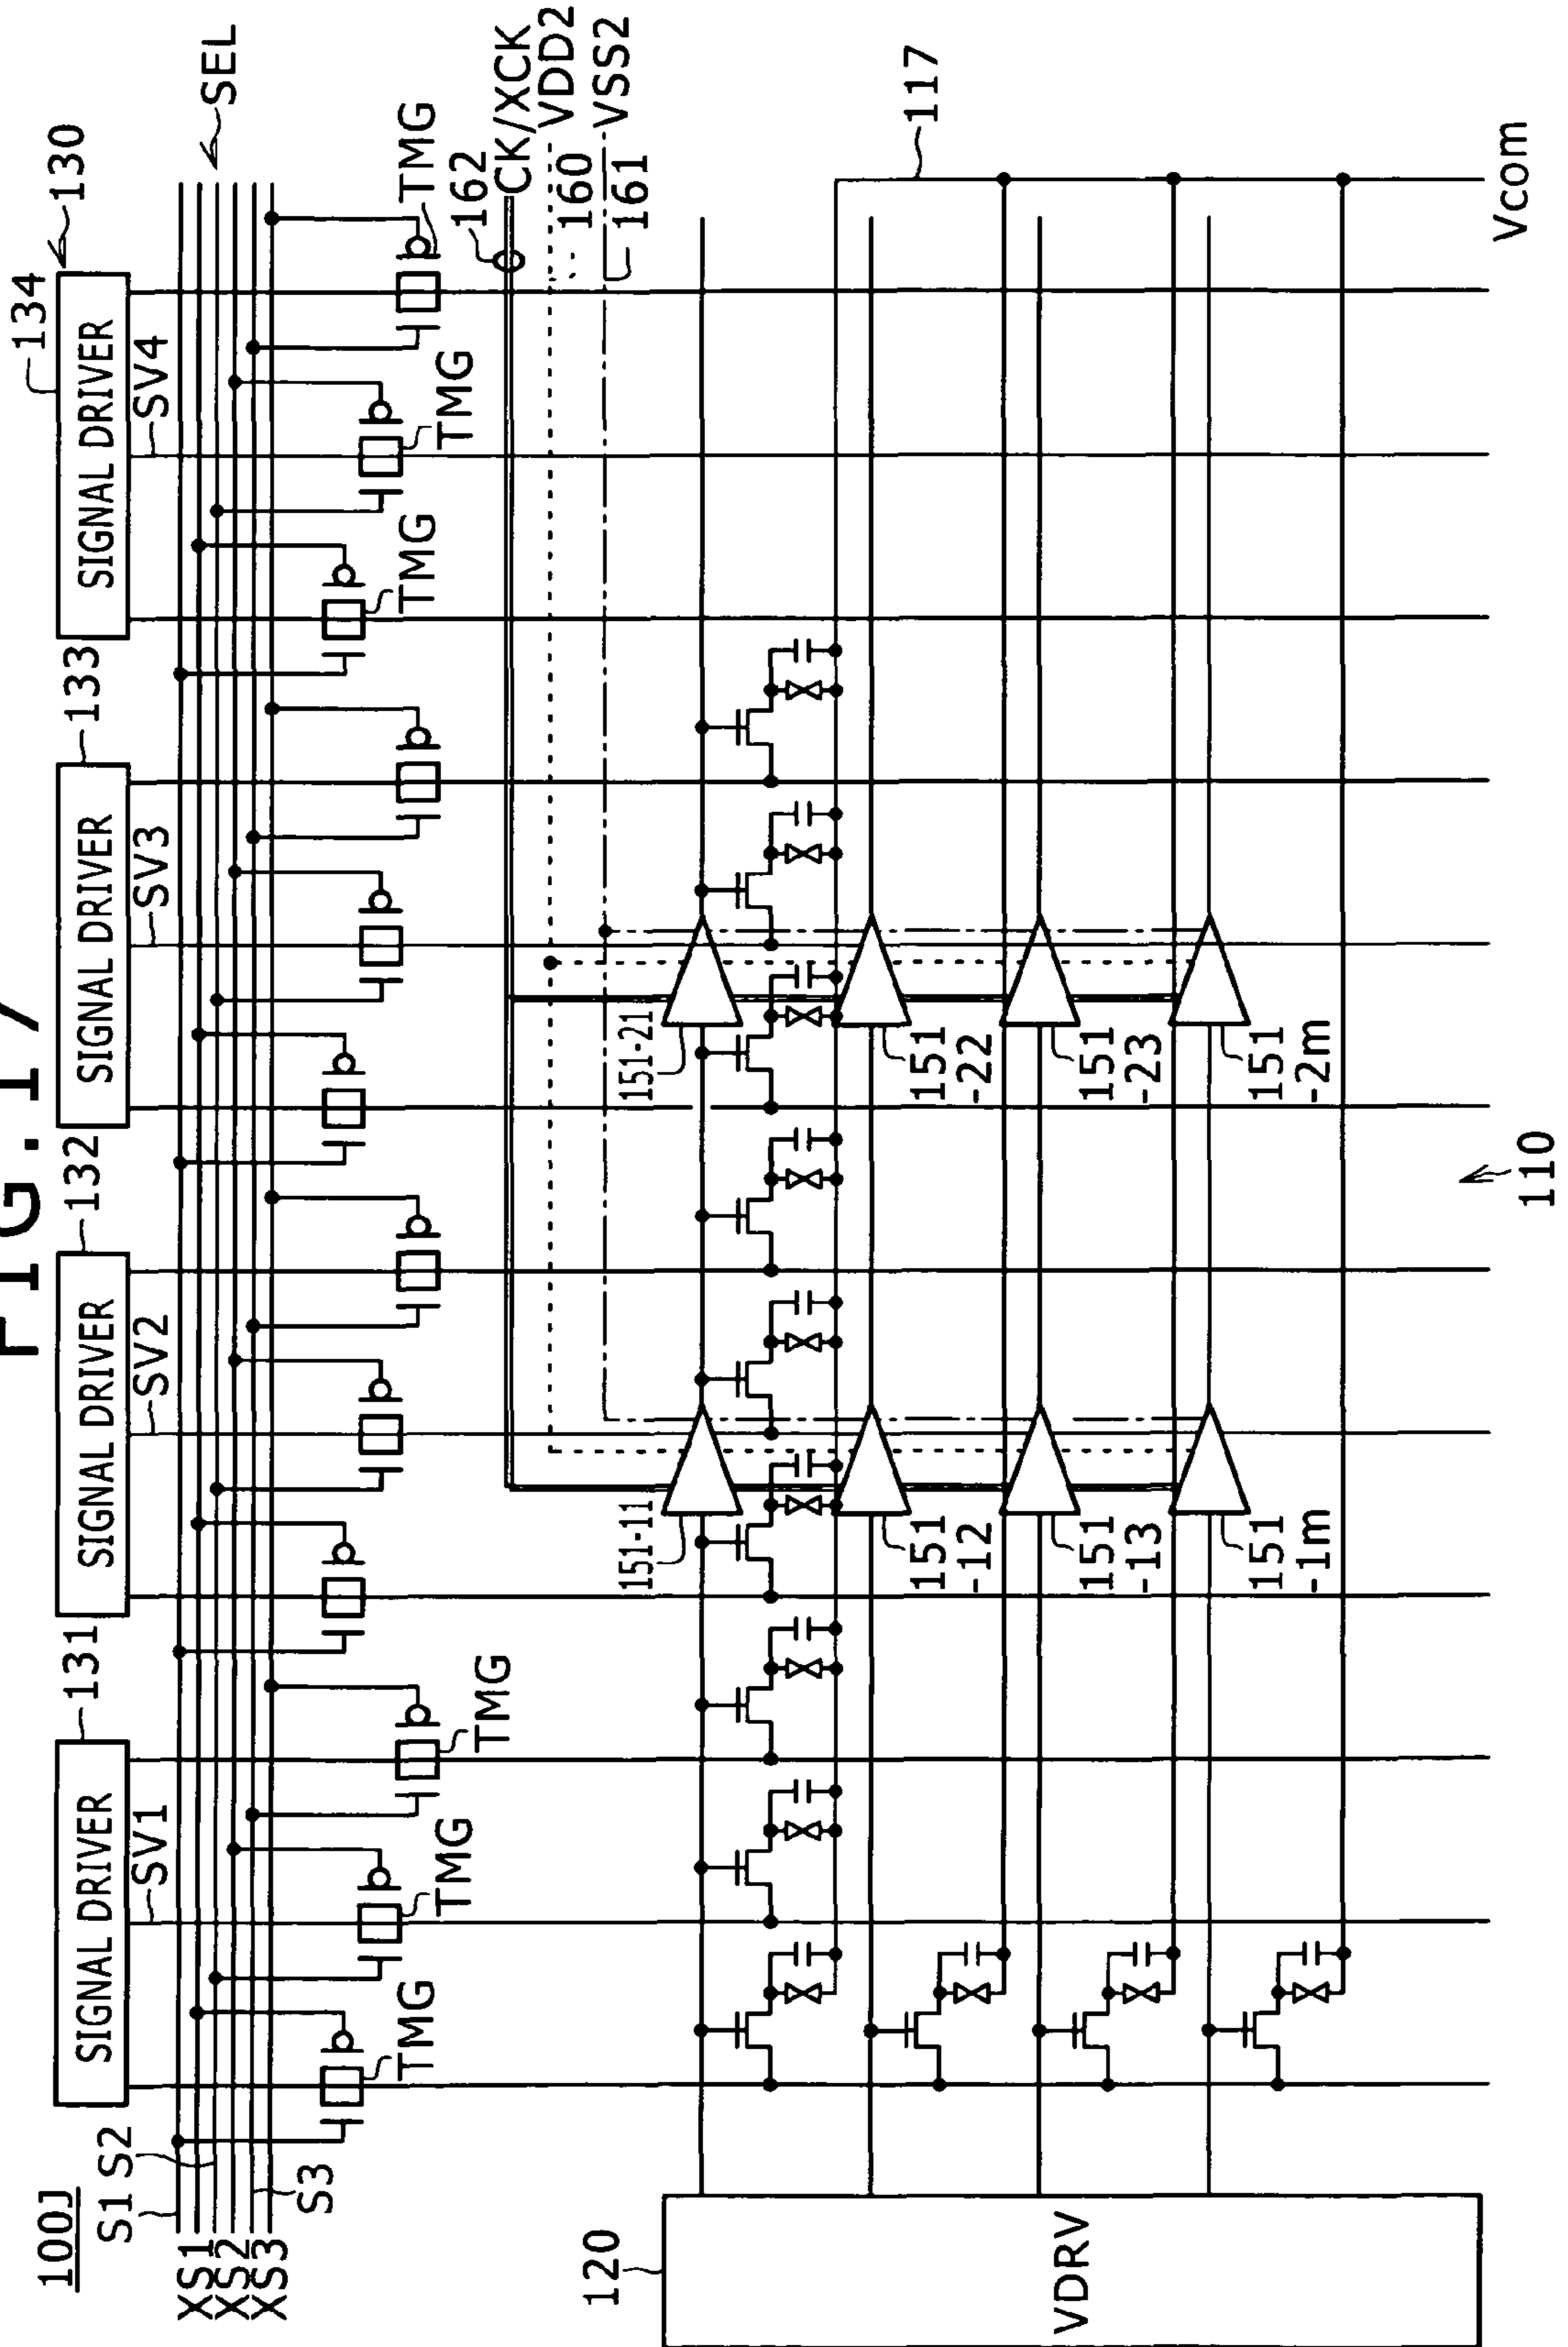 FIG.17
100J
131
132
133
134
130
SIGNAL DRIVER
SIGNAL DRIVER
SIGNAL DRIVER
SIGNAL DRIVER
S1
S2
SV1
SV2
SV3
SV4
SEL
XS1
XS2
XS3
S3
TMG
TMG
TMG
TMG
TMG
TMG
162
CK/XCK
VDD2
160
VSS2
161
120
VDRV
151-11
151-21
117
151
-12
151
-22
151
-13
151
-23
151
-1m
151
-2m
Vcom
110